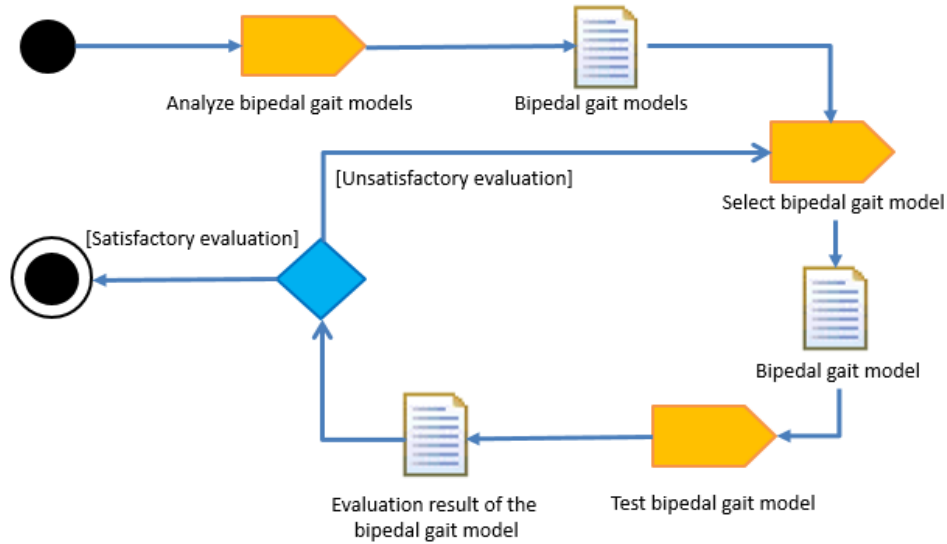 Analyze bipedal gait models
Bipedal gait models
[Unsatisfactory evaluation]
Select bipedal gait model
[Satisfactory evaluation]
Bipedal gait model
Evaluation result of the
bipedal gait model
Test bipedal gait model